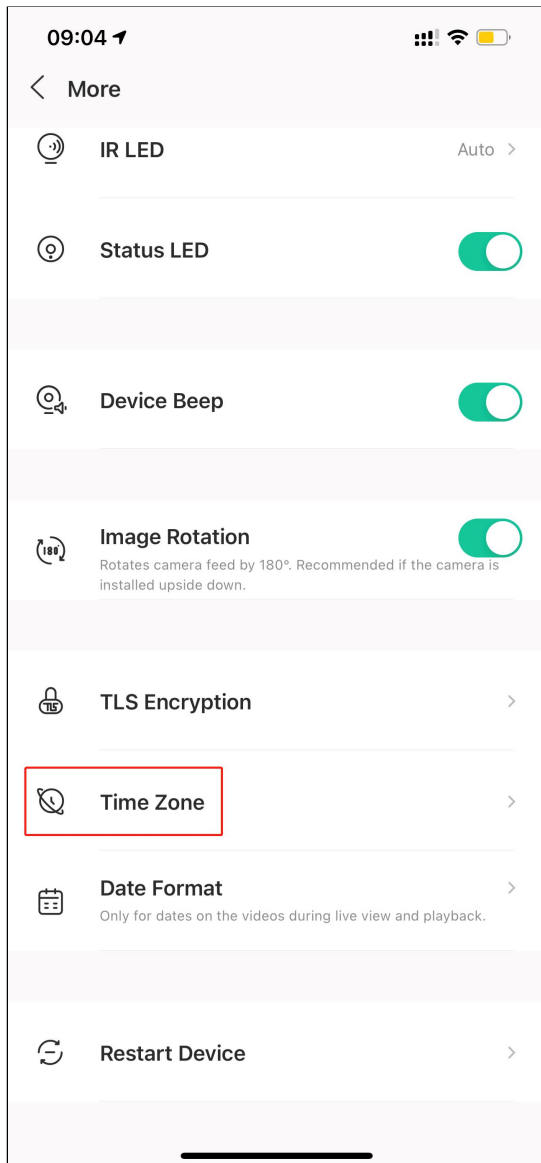 09:04
More
IR LED
Auto
Status LED
Device Beep
180°
Image Rotation
Rotates camera feed by 180°. Recommended if the camera is
installed upside down.
TLS
TLS Encryption
Time Zone
Date Format
Only for dates on the videos during live view and playback.
Restart Device